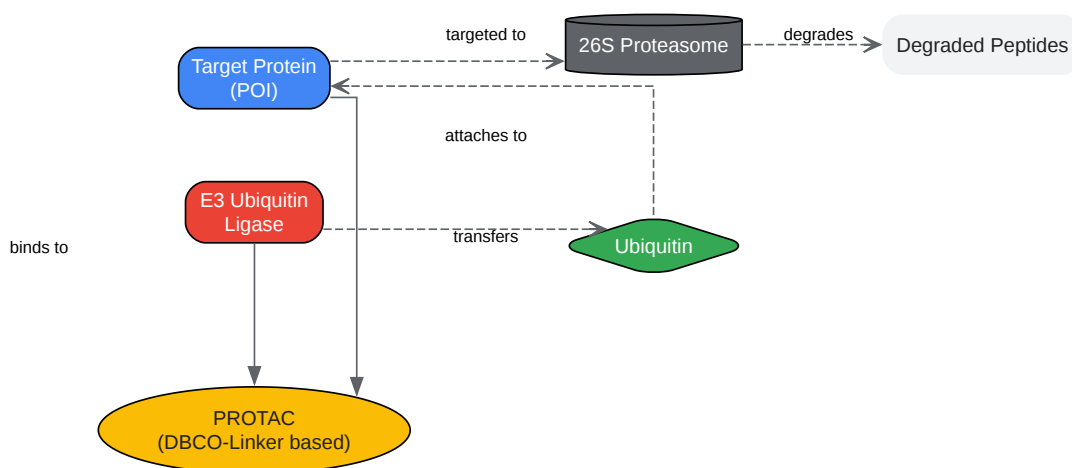 targeted to
26S Proteasome
degrades
Degraded Peptides
Target Protein
(POI)
attaches to
E3 Ubiquitin
Ligase
binds to
transfers
Ubiquitin
PROTAC
(DBCO-Linker based)